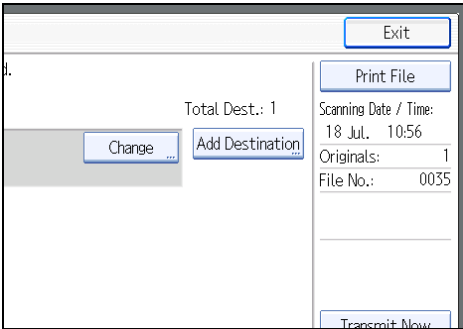 Exit
d.
Print File
Total Dest.: 1
Scanning Date / Time:
18 Jul. 10:56
Change ...
Add Destination...
Originals: 1
File No.: 0035
Transmit Now